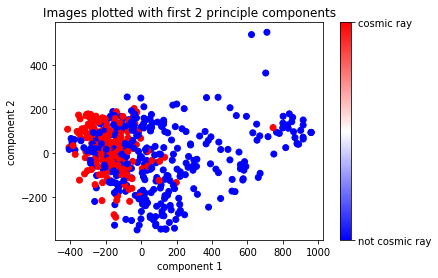 Images plotted with first 2 principle components
cosmic ray
component 2
400
200
0
−200
−400 −200 0 200 400 600 800 1000
not cosmic ray
component 1